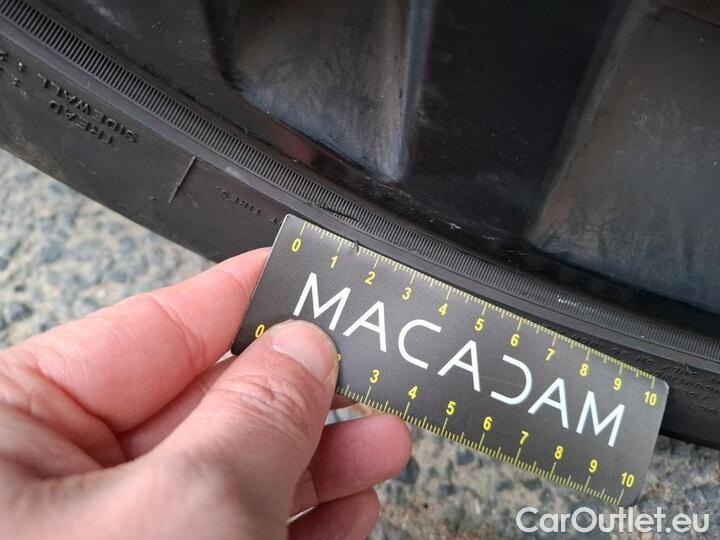 TREAD
SIDEWALL
TIRES.
0 1 2 3 4 5 6 7 8 9 10
MACADAM
0 2 3 4 5 6 7 8 9 10
CarOutlet.eu